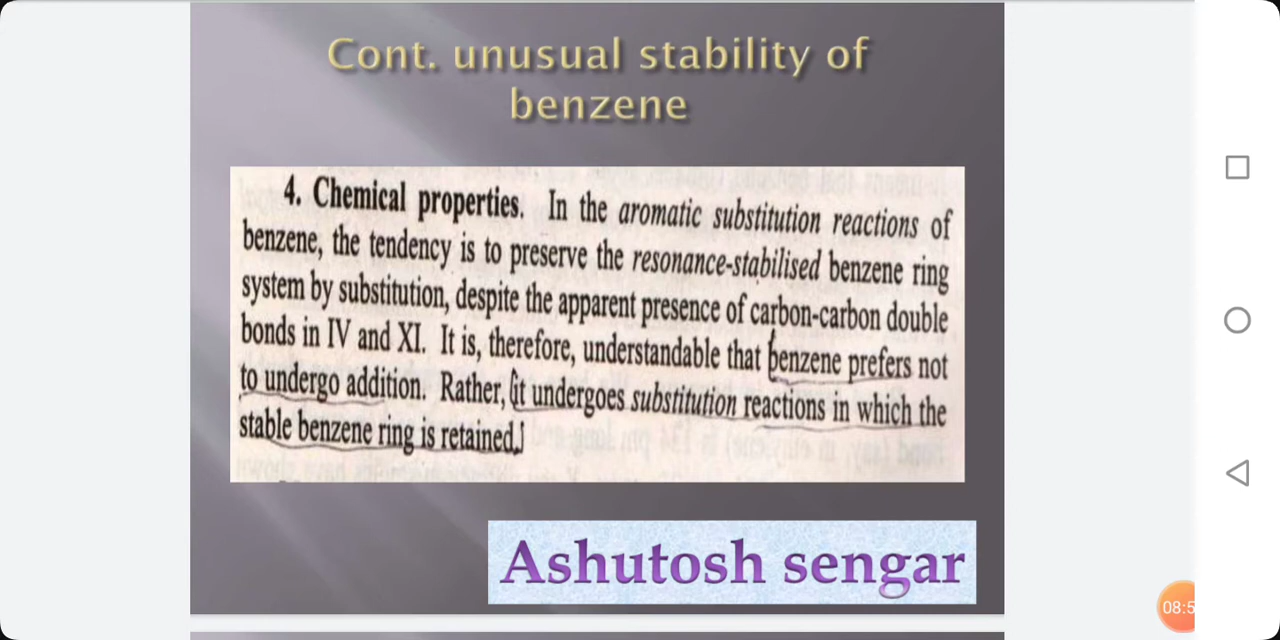 Cont. unusual stability of
benzene
4. Chemical properties. In the aromatic substitution reactions of
benzene, the tendency is to preserve the resonance-stabilised benzene ring
system by substitution, despite the apparent presence of carbon-carbon double
bonds in IV and XI. It is, therefore, understandable that benzene prefers not
to undergo addition. Rather, it undergoes substitution reactions in which the
stable benzene ring is retained.
Ashutosh sengar
08:5